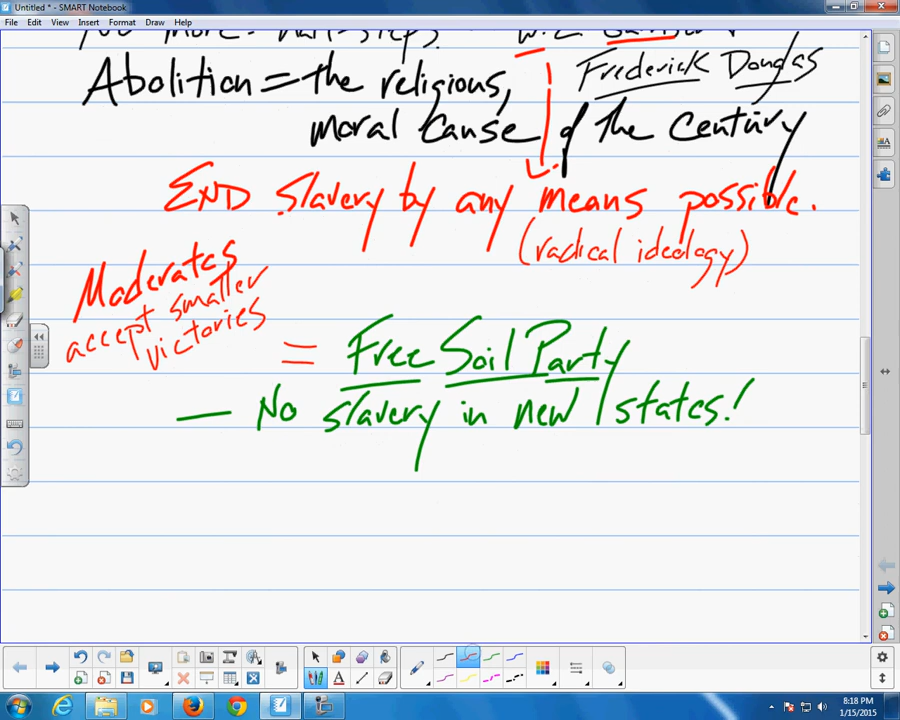 Untitled * - SMART Notebook
File Edit View Insert Format Draw Help
Frederick Douglas
Abolition = the religious,
moral cause of the century
END slavery by any means possible.
(radical ideology)
Moderates
accept smaller
victories
= Free Soil Party
— No slavery in new states!
8:18 PM
1/15/2015